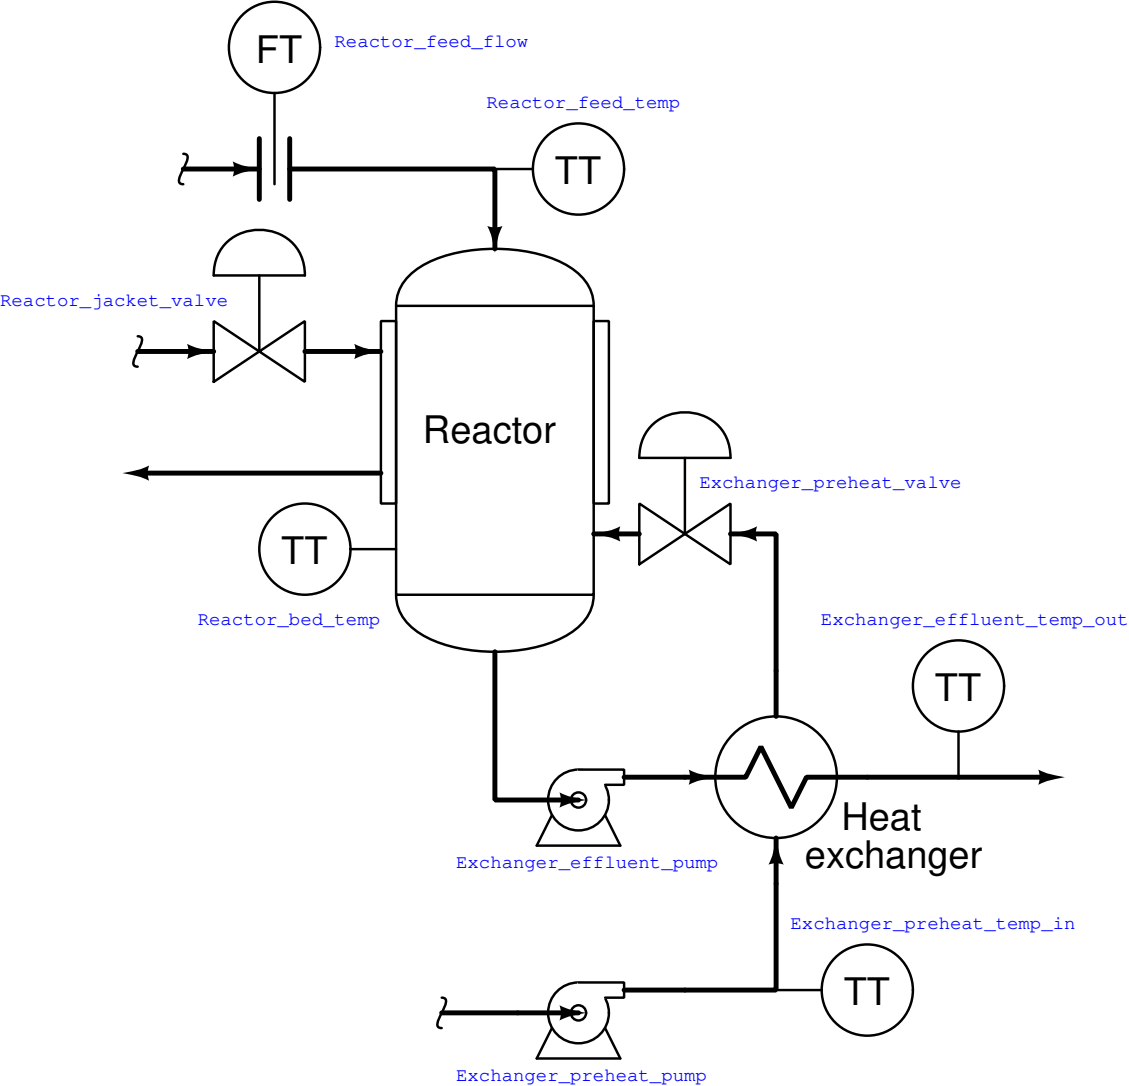 FT
Reactor_feed_flow
Reactor_feed_temp
TT
Reactor_jacket_valve
Reactor
Exchanger_preheat_valve
TT
Reactor_bed_temp
Exchanger_effluent_temp_out
TT
Heat
exchanger
Exchanger_effluent_pump
Exchanger_preheat_temp_in
TT
Exchanger_preheat_pump